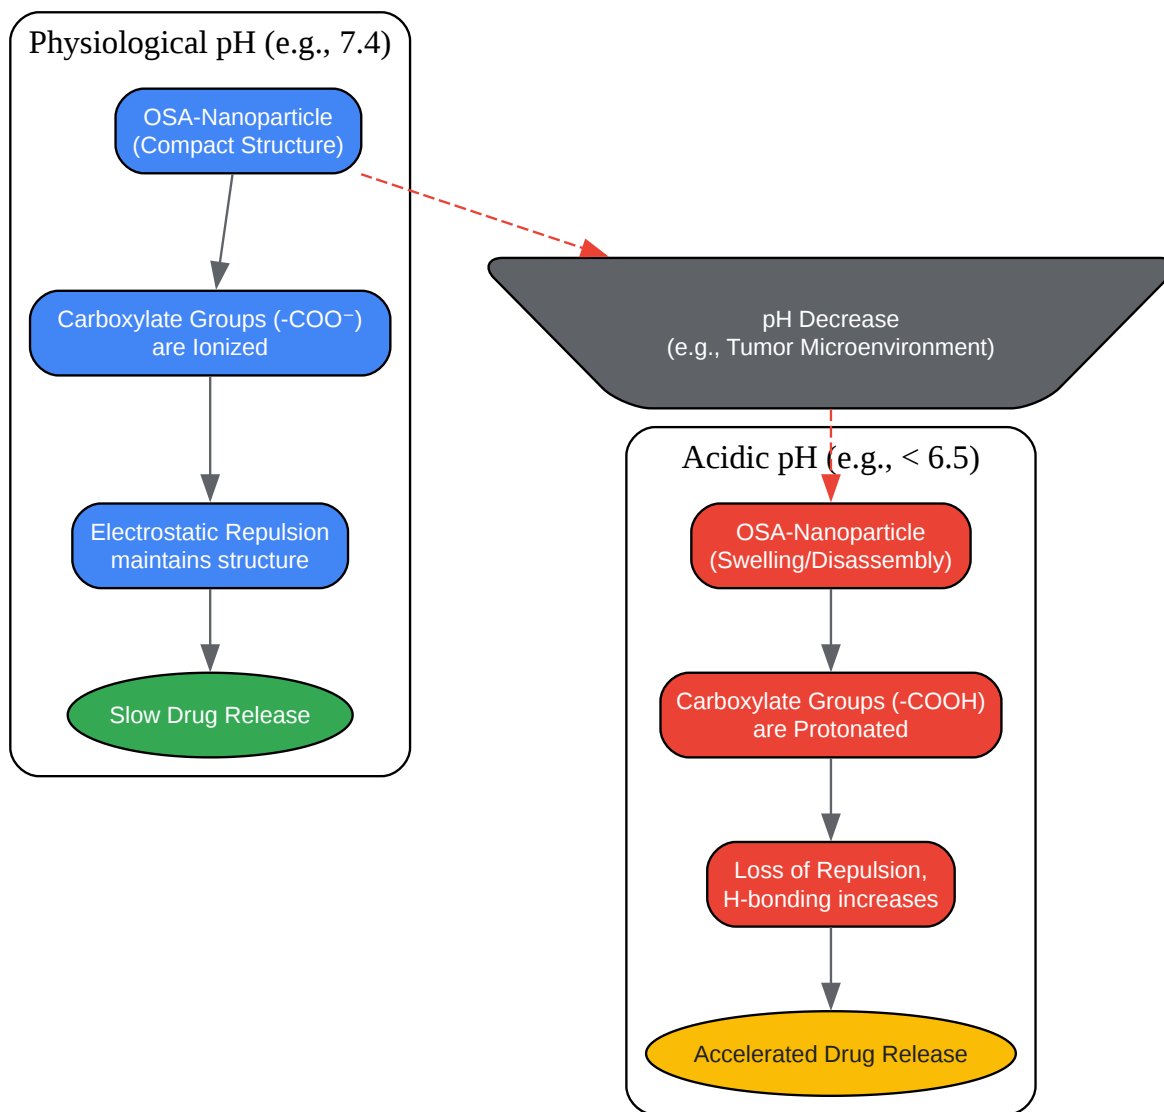 Physiological pH (e.g., 7.4)
OSA-Nanoparticle
(Compact Structure)
Carboxylate Groups (-COO⁻)
are Ionized
Electrostatic Repulsion
maintains structure
Slow Drug Release
pH Decrease
(e.g., Tumor Microenvironment)
Acidic pH (e.g., < 6.5)
OSA-Nanoparticle
(Swelling/Disassembly)
Carboxylate Groups (-COOH)
are Protonated
Loss of Repulsion,
H-bonding increases
Accelerated Drug Release